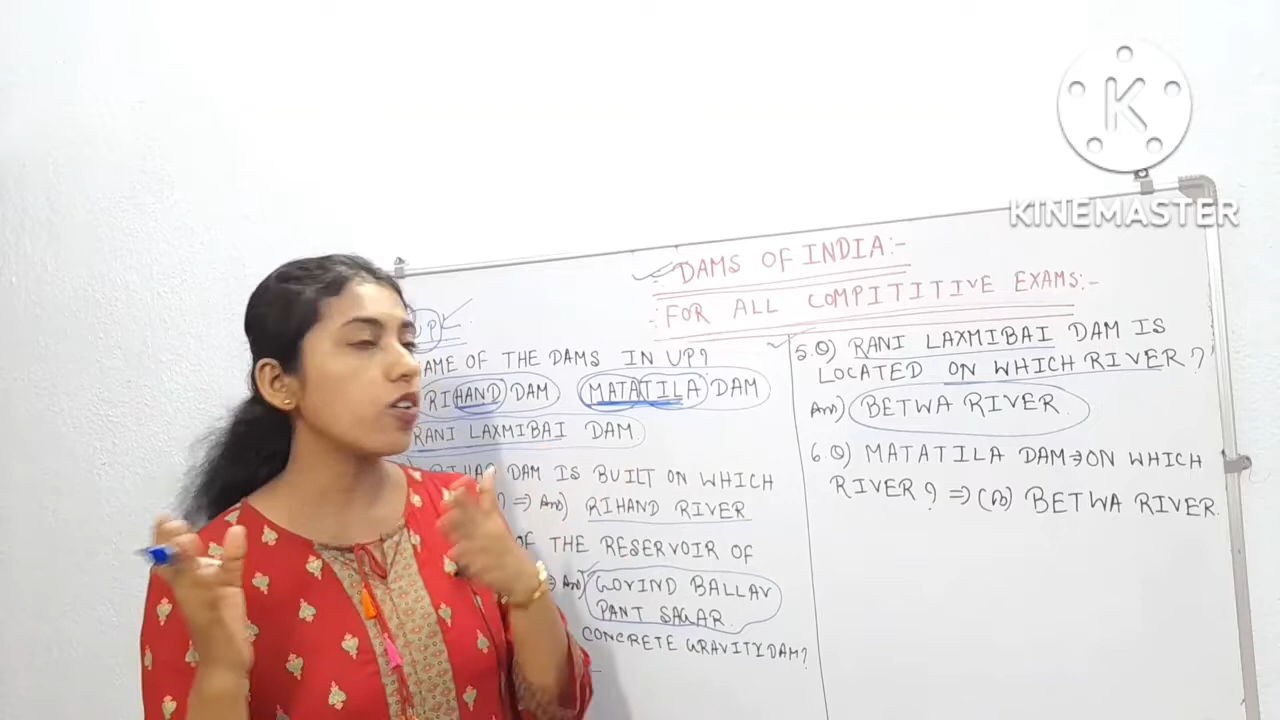 K
KINEMASTER
DAMS OF INDIA:-
FOR ALL COMPITITIVE EXAMS:-
UP
AME OF THE DAMS IN UP?
RIHAND DAM MATATILA DAM
RANI LAXMIBAI DAM
DAM IS BUILT ON WHICH
? ⇒ Ans) RIHAND RIVER
OF THE RESERVOIR OF
Ans) GOVIND BALLAV
PANT SAGAR.
CONCRETE GRAVITY DAM?
5.Q) RANI LAXMIBAI DAM IS
LOCATED ON WHICH RIVER?
Ans) BETWA RIVER
6.Q) MATATILA DAM→ON WHICH
RIVER? ⇒ BETWA RIVER.